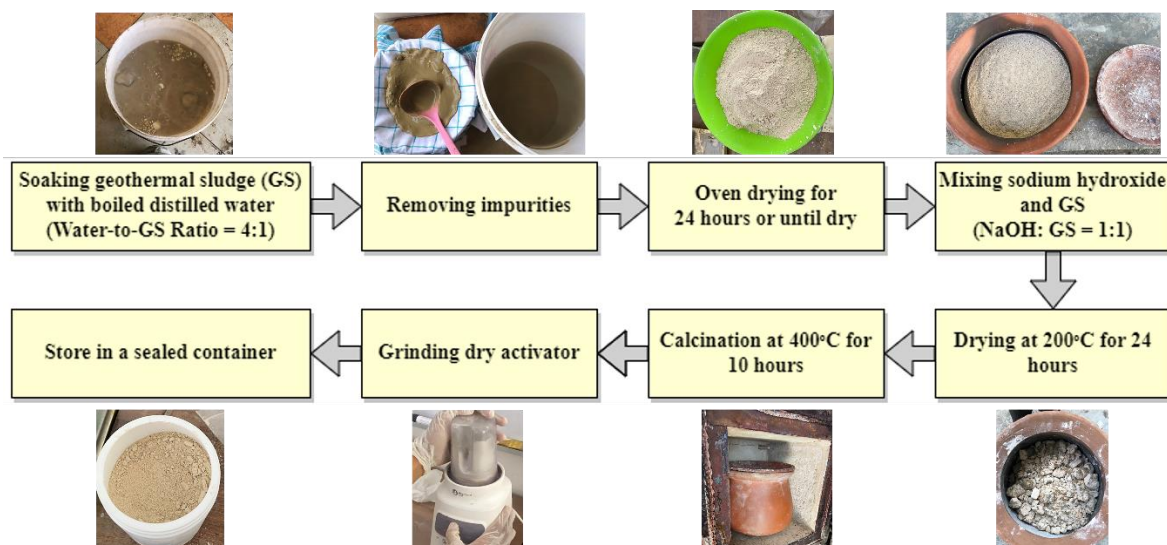 Soaking geothermal sludge (GS)
with boiled distilled water
(Water-to-GS Ratio = 4:1)
Removing impurities
Oven drying for
24 hours or until dry
Mixing sodium hydroxide
and GS
(NaOH: GS = 1:1)
Drying at 200°C for 24
hours
Calcination at 400°C for
10 hours
Grinding dry activator
Store in a sealed container